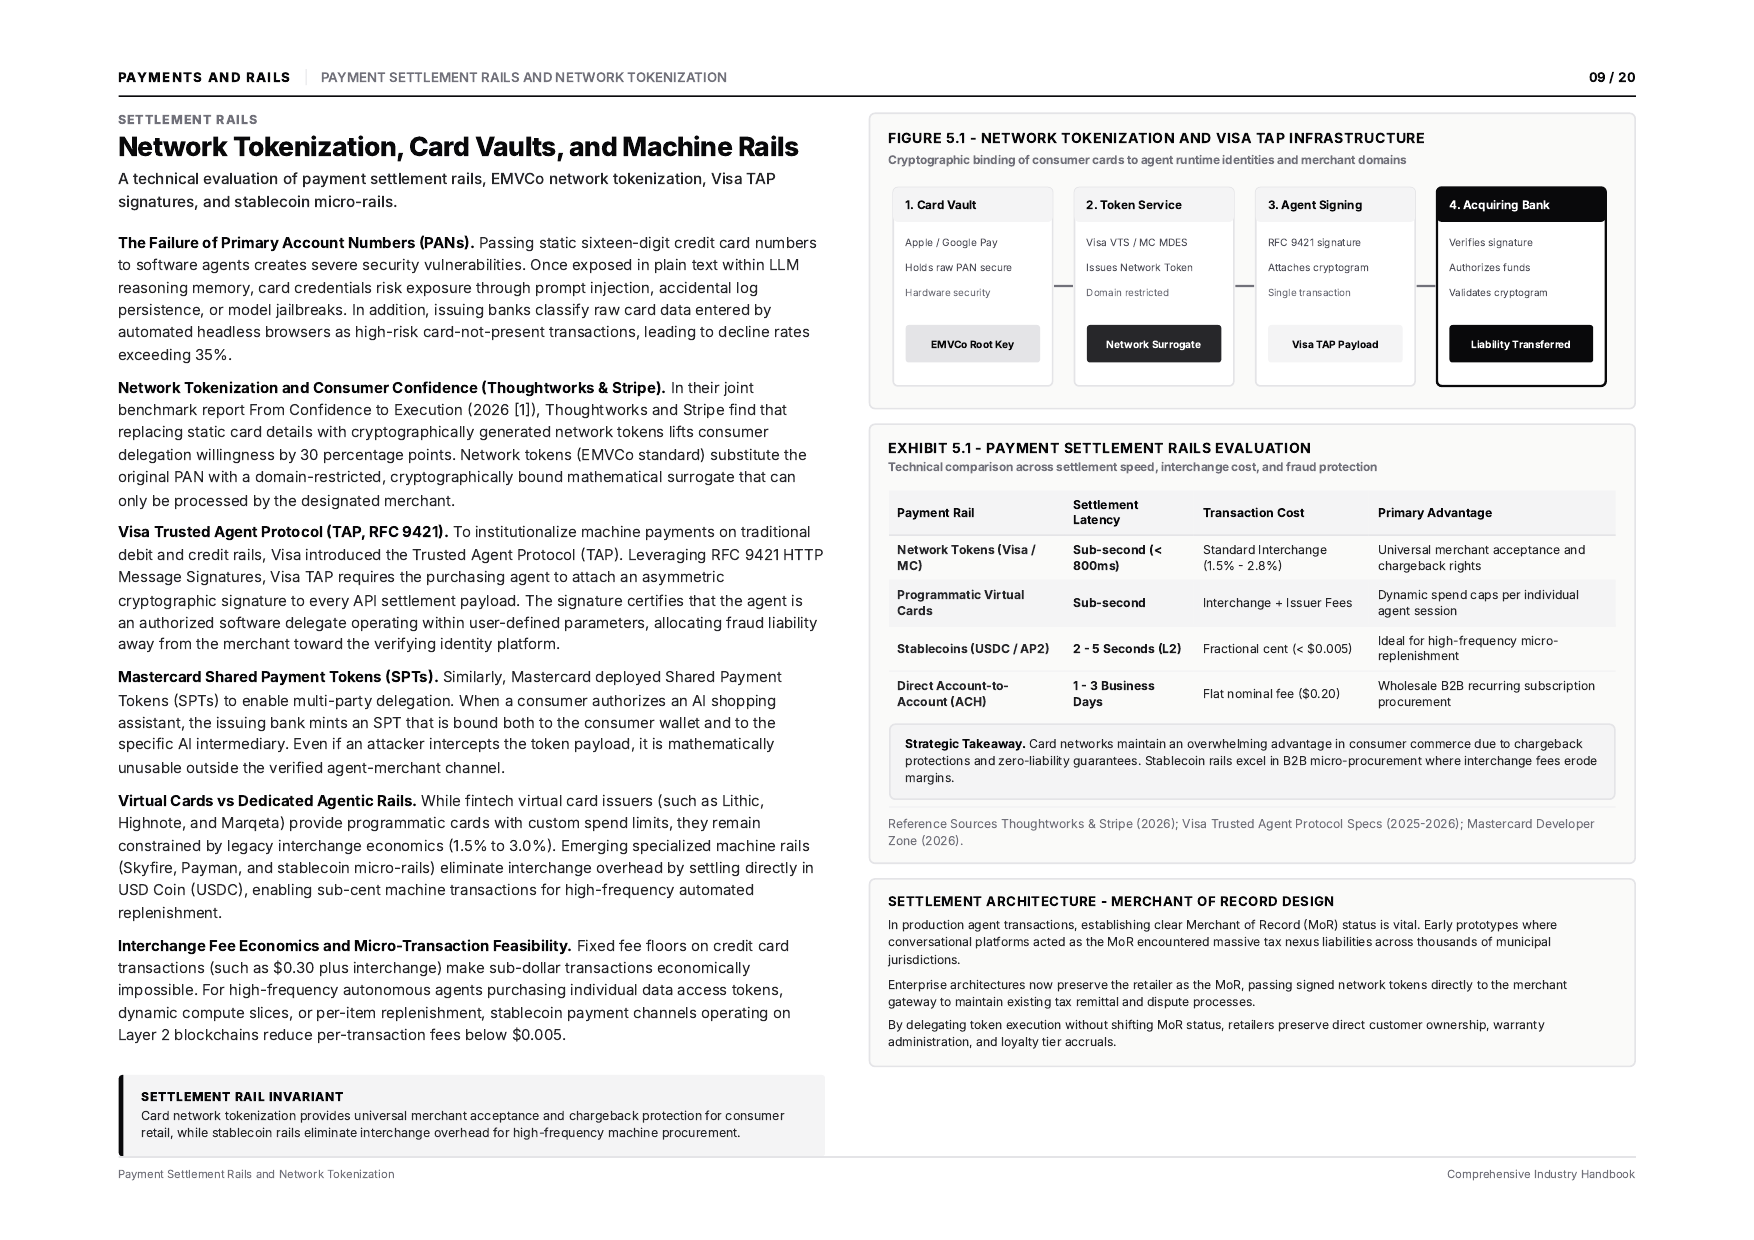 PAYMENTS AND RAILS
PAYMENT SETTLEMENT RAILS AND NETWORK TOKENIZATION
09 / 20
SETTLEMENT RAILS
Network Tokenization, Card Vaults, and Machine Rails
A technical evaluation of payment settlement rails, EMVCo network tokenization, Visa TAP
signatures, and stablecoin micro-rails.
The Failure of Primary Account Numbers (PANs). Passing static sixteen-digit credit card numbers
to software agents creates severe security vulnerabilities. Once exposed in plain text within LLM
reasoning memory, card credentials risk exposure through prompt injection, accidental log
persistence, or model jailbreaks. In addition, issuing banks classify raw card data entered by
automated headless browsers as high-risk card-not-present transactions, leading to decline rates
exceeding 35%.
Network Tokenization and Consumer Confidence (Thoughtworks & Stripe). In their joint
benchmark report From Confidence to Execution (2026 [1]), Thoughtworks and Stripe find that
replacing static card details with cryptographically generated network tokens lifts consumer
delegation willingness by 30 percentage points. Network tokens (EMVCo standard) substitute the
original PAN with a domain-restricted, cryptographically bound mathematical surrogate that can
only be processed by the designated merchant.
Visa Trusted Agent Protocol (TAP, RFC 9421). To institutionalize machine payments on traditional
debit and credit rails, Visa introduced the Trusted Agent Protocol (TAP). Leveraging RFC 9421 HTTP
Message Signatures, Visa TAP requires the purchasing agent to attach an asymmetric
cryptographic signature to every API settlement payload. The signature certifies that the agent is
an authorized software delegate operating within user-defined parameters, allocating fraud liability
away from the merchant toward the verifying identity platform.
Mastercard Shared Payment Tokens (SPTs). Similarly, Mastercard deployed Shared Payment
Tokens (SPTs) to enable multi-party delegation. When a consumer authorizes an AI shopping
assistant, the issuing bank mints an SPT that is bound both to the consumer wallet and to the
specific AI intermediary. Even if an attacker intercepts the token payload, it is mathematically
unusable outside the verified agent-merchant channel.
Virtual Cards vs Dedicated Agentic Rails. While fintech virtual card issuers (such as Lithic,
Highnote, and Marqeta) provide programmatic cards with custom spend limits, they remain
constrained by legacy interchange economics (1.5% to 3.0%). Emerging specialized machine rails
(Skyfire, Payman, and stablecoin micro-rails) eliminate interchange overhead by settling directly in
USD Coin (USDC), enabling sub-cent machine transactions for high-frequency automated
replenishment.
Interchange Fee Economics and Micro-Transaction Feasibility. Fixed fee floors on credit card
transactions (such as $0.30 plus interchange) make sub-dollar transactions economically
impossible. For high-frequency autonomous agents purchasing individual data access tokens,
dynamic compute slices, or per-item replenishment, stablecoin payment channels operating on
Layer 2 blockchains reduce per-transaction fees below $0.005.
SETTLEMENT RAIL INVARIANT
Card network tokenization provides universal merchant acceptance and chargeback protection for consumer
retail, while stablecoin rails eliminate interchange overhead for high-frequency machine procurement.
FIGURE 5.1 - NETWORK TOKENIZATION AND VISA TAP INFRASTRUCTURE
Cryptographic binding of consumer cards to agent runtime identities and merchant domains
1. Card Vault
Apple / Google Pay
Holds raw PAN secure
Hardware security
EMVCo Root Key
2. Token Service
Visa VTS / MC MDES
Issues Network Token
Domain restricted
Network Surrogate
3. Agent Signing
RFC 9421 signature
Attaches cryptogram
Single transaction
Visa TAP Payload
4. Acquiring Bank
Verifies signature
Authorizes funds
Validates cryptogram
Liability Transferred
EXHIBIT 5.1 - PAYMENT SETTLEMENT RAILS EVALUATION
Technical comparison across settlement speed, interchange cost, and fraud protection
Payment Rail
Settlement
Latency
Transaction Cost
Primary Advantage
Network Tokens (Visa /
MC)
Sub-second (<
800ms)
Standard Interchange
(1.5% - 2.8%)
Universal merchant acceptance and
chargeback rights
Programmatic Virtual
Cards
Sub-second
Interchange + Issuer Fees
Dynamic spend caps per individual
agent session
Stablecoins (USDC / AP2)
2 - 5 Seconds (L2)
Fractional cent (< $0.005)
Ideal for high-frequency micro-
replenishment
Direct Account-to-
Account (ACH)
1 - 3 Business
Days
Flat nominal fee ($0.20)
Wholesale B2B recurring subscription
procurement
Strategic Takeaway. Card networks maintain an overwhelming advantage in consumer commerce due to chargeback
protections and zero-liability guarantees. Stablecoin rails excel in B2B micro-procurement where interchange fees erode
margins.
Reference Sources Thoughtworks & Stripe (2026); Visa Trusted Agent Protocol Specs (2025-2026); Mastercard Developer
Zone (2026).
SETTLEMENT ARCHITECTURE - MERCHANT OF RECORD DESIGN
In production agent transactions, establishing clear Merchant of Record (MoR) status is vital. Early prototypes where
conversational platforms acted as the MoR encountered massive tax nexus liabilities across thousands of municipal
jurisdictions.
Enterprise architectures now preserve the retailer as the MoR, passing signed network tokens directly to the merchant
gateway to maintain existing tax remittal and dispute processes.
By delegating token execution without shifting MoR status, retailers preserve direct customer ownership, warranty
administration, and loyalty tier accruals.
Payment Settlement Rails and Network Tokenization
Comprehensive Industry Handbook